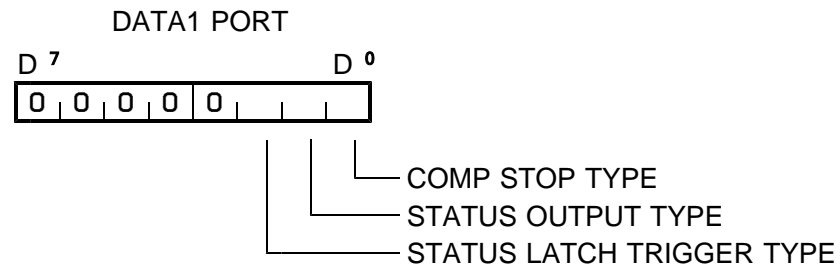 DATA1 PORT
D 7 D 0
0 0 0 0 0
COMP STOP TYPE
STATUS OUTPUT TYPE
STATUS LATCH TRIGGER TYPE